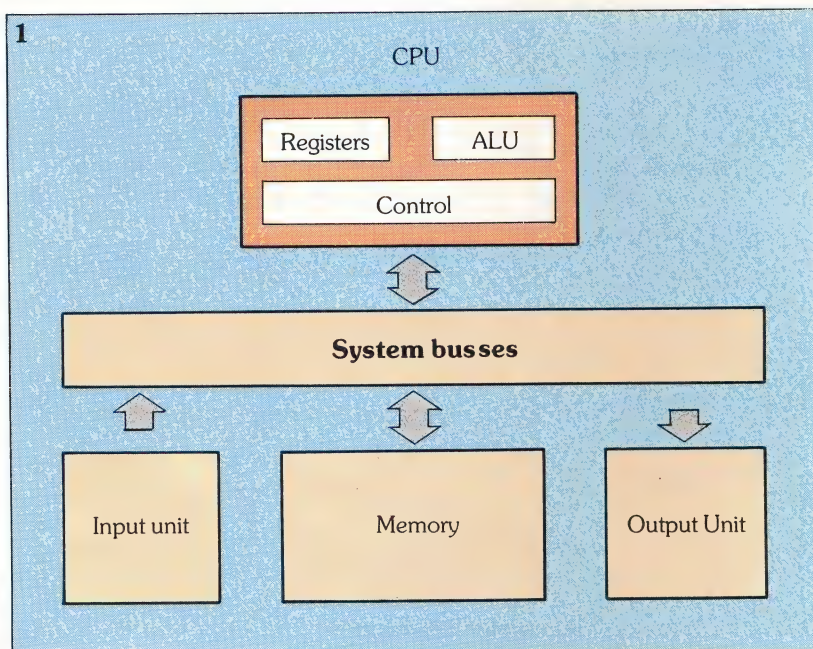 1
CPU
Registers
ALU
Control
System busses
Input unit
Memory
Output Unit